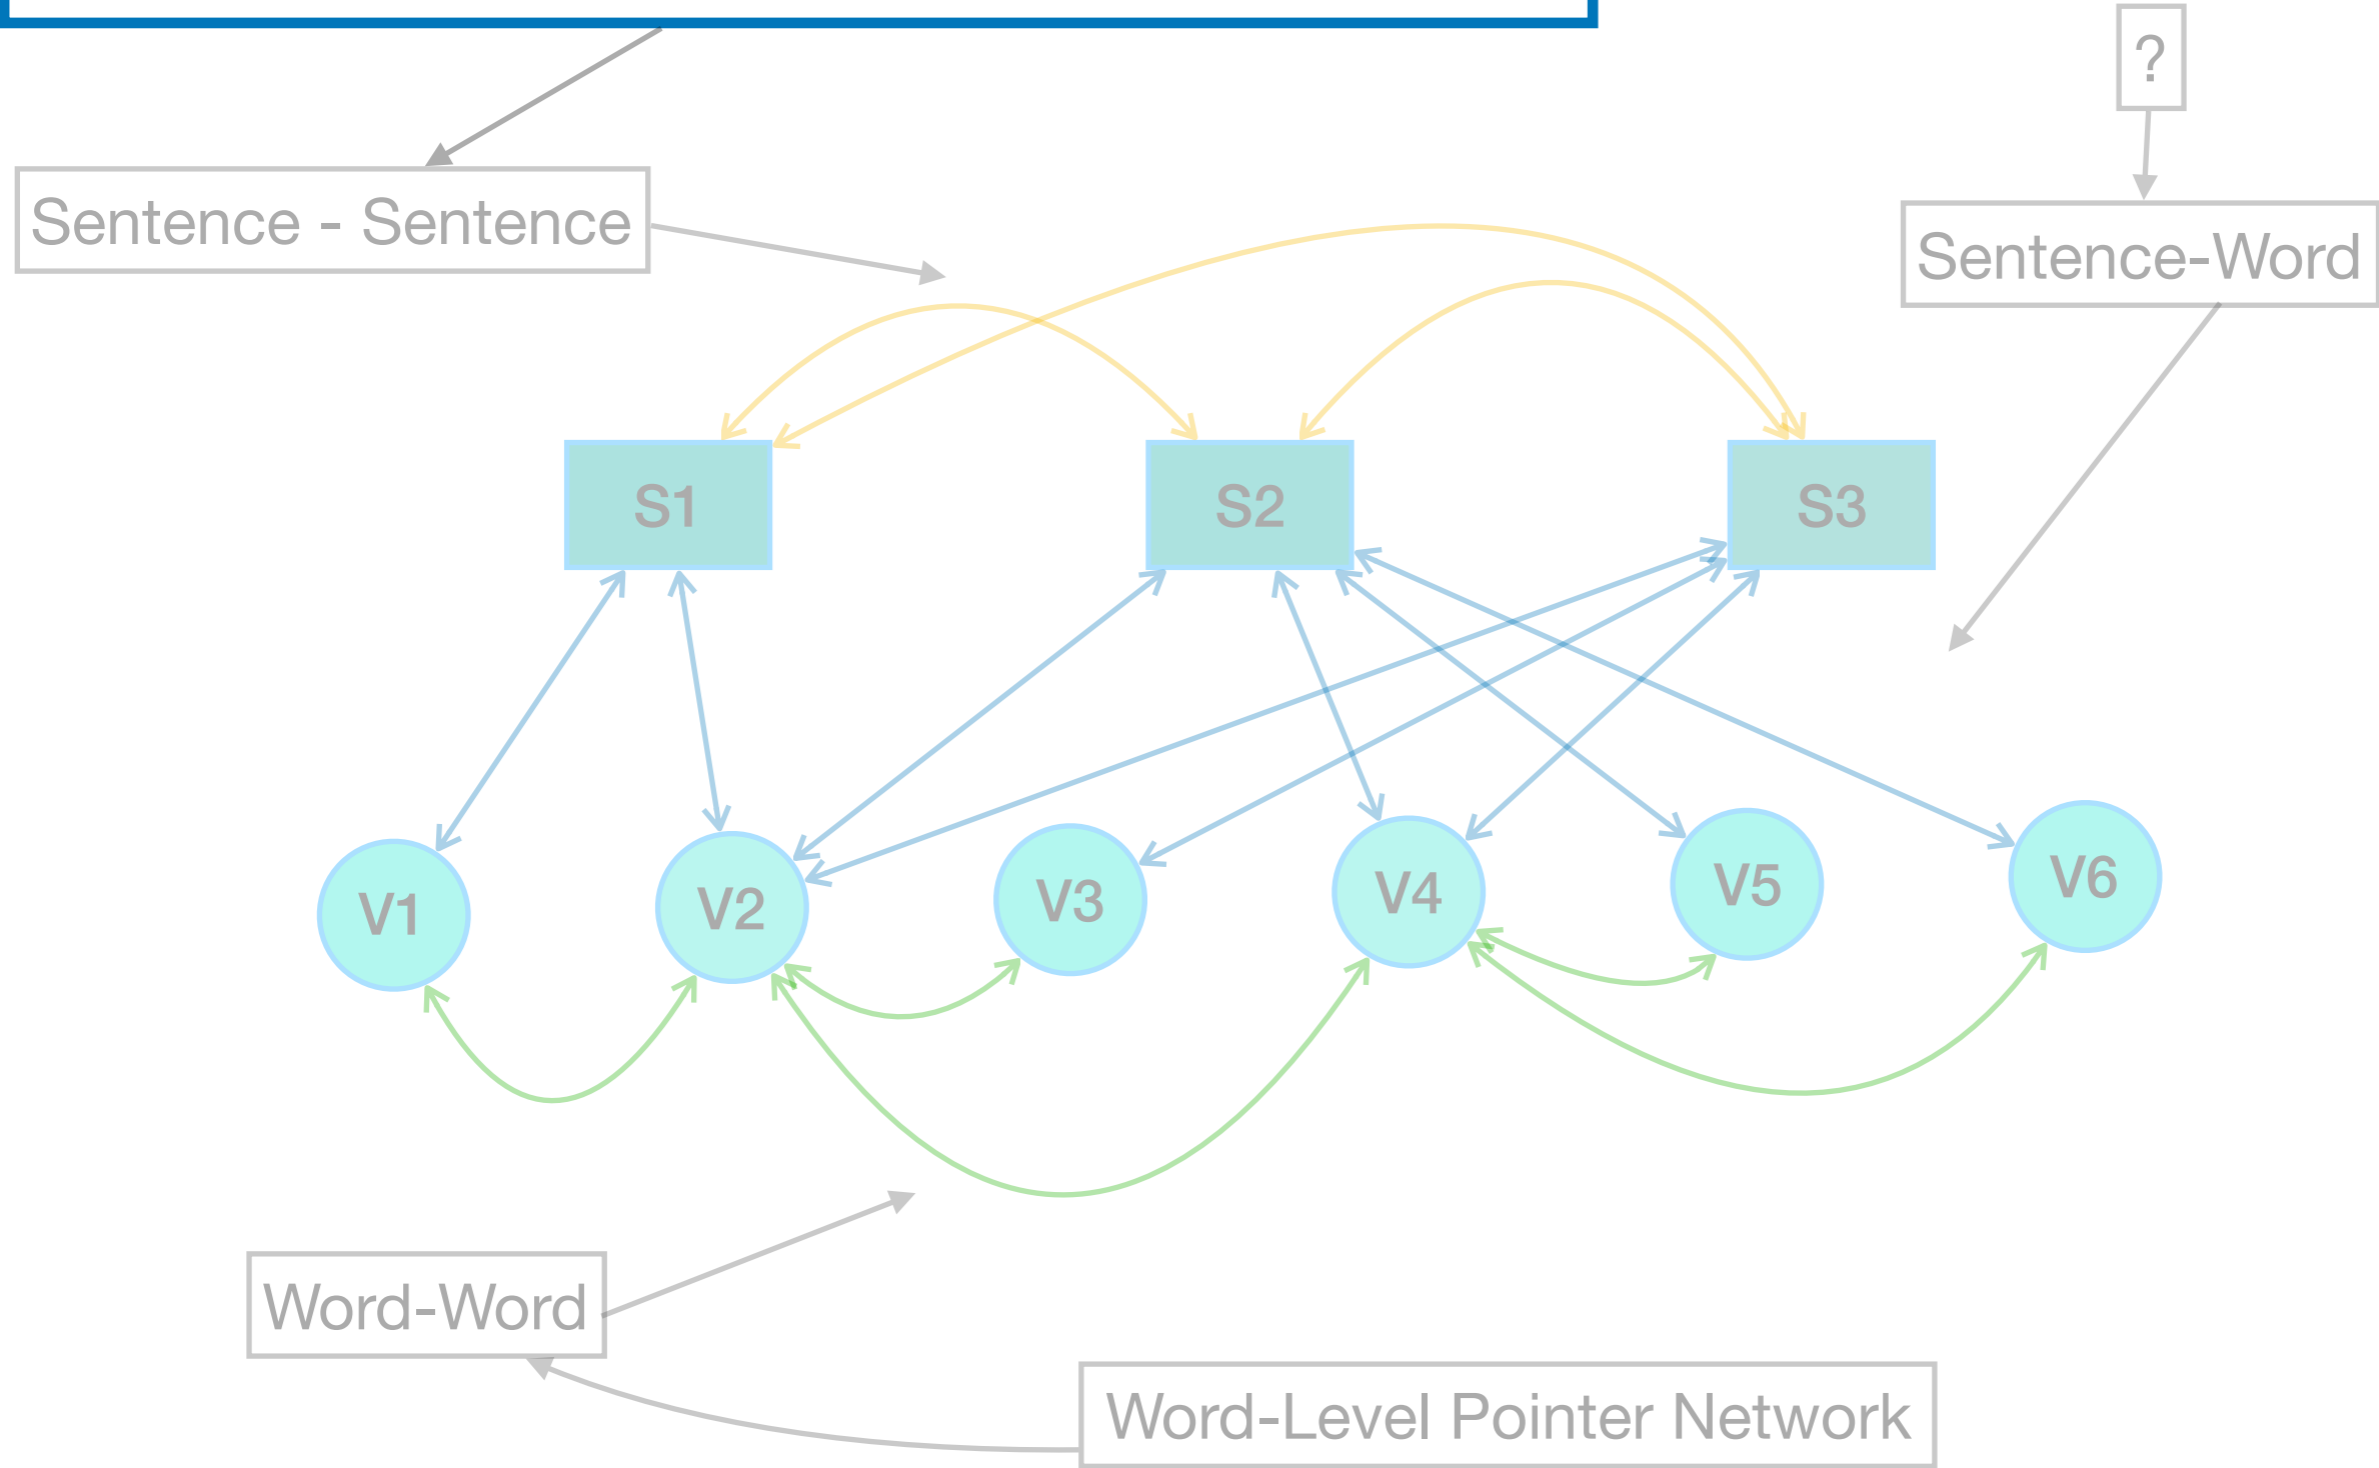 ?
Sentence - Sentence
Sentence-Word
S1
S2
S3
V1
V2
V3
V4
V5
V6
Word-Word
Word-Level Pointer Network